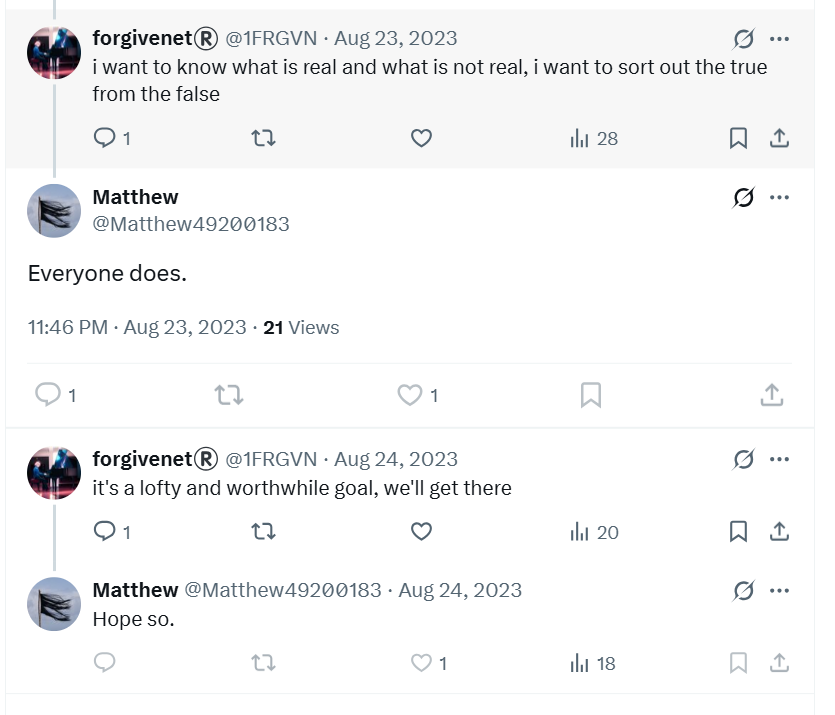 forgivenet® @1FRGVN · Aug 23, 2023
i want to know what is real and what is not real, i want to sort out the true
from the false
1
28
Matthew
@Matthew49200183
Everyone does.
11:46 PM · Aug 23, 2023 · 21 Views
1
1
forgivenet® @1FRGVN · Aug 24, 2023
it's a lofty and worthwhile goal, we'll get there
1
20
Matthew @Matthew49200183 · Aug 24, 2023
Hope so.
1
18